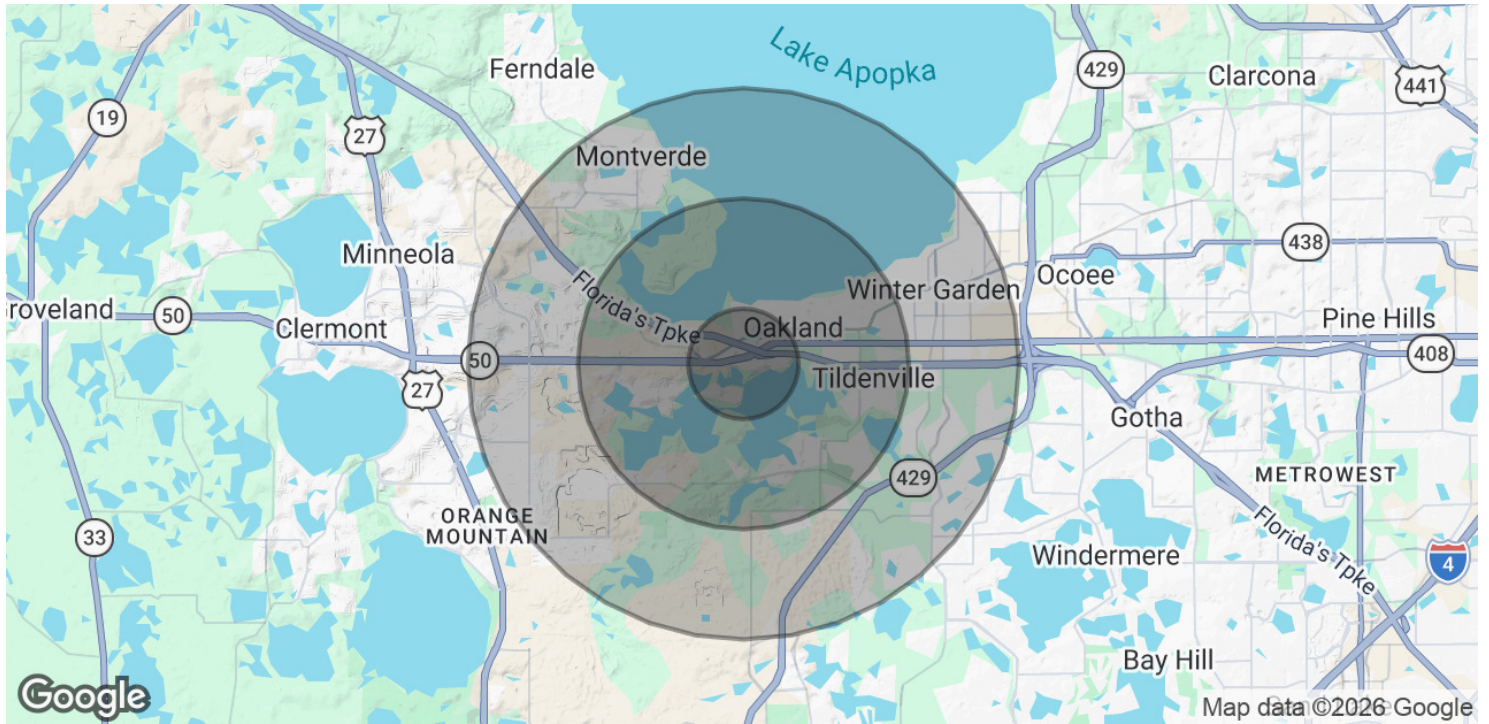 Lake Apopka
Ferndale
429
Clarcona
441
19
27
Montverde
Minneola
438
Ocoee
Florida's Tpke
Winter Garden
Groveland
50
Clermont
Oakland
Pine Hills
50
408
27
Tildenville
Gotha
429
METROWEST
ORANGE
MOUNTAIN
33
Florida's Tpke
Windermere
4
Bay Hill
Google
Map data ©2026 Google